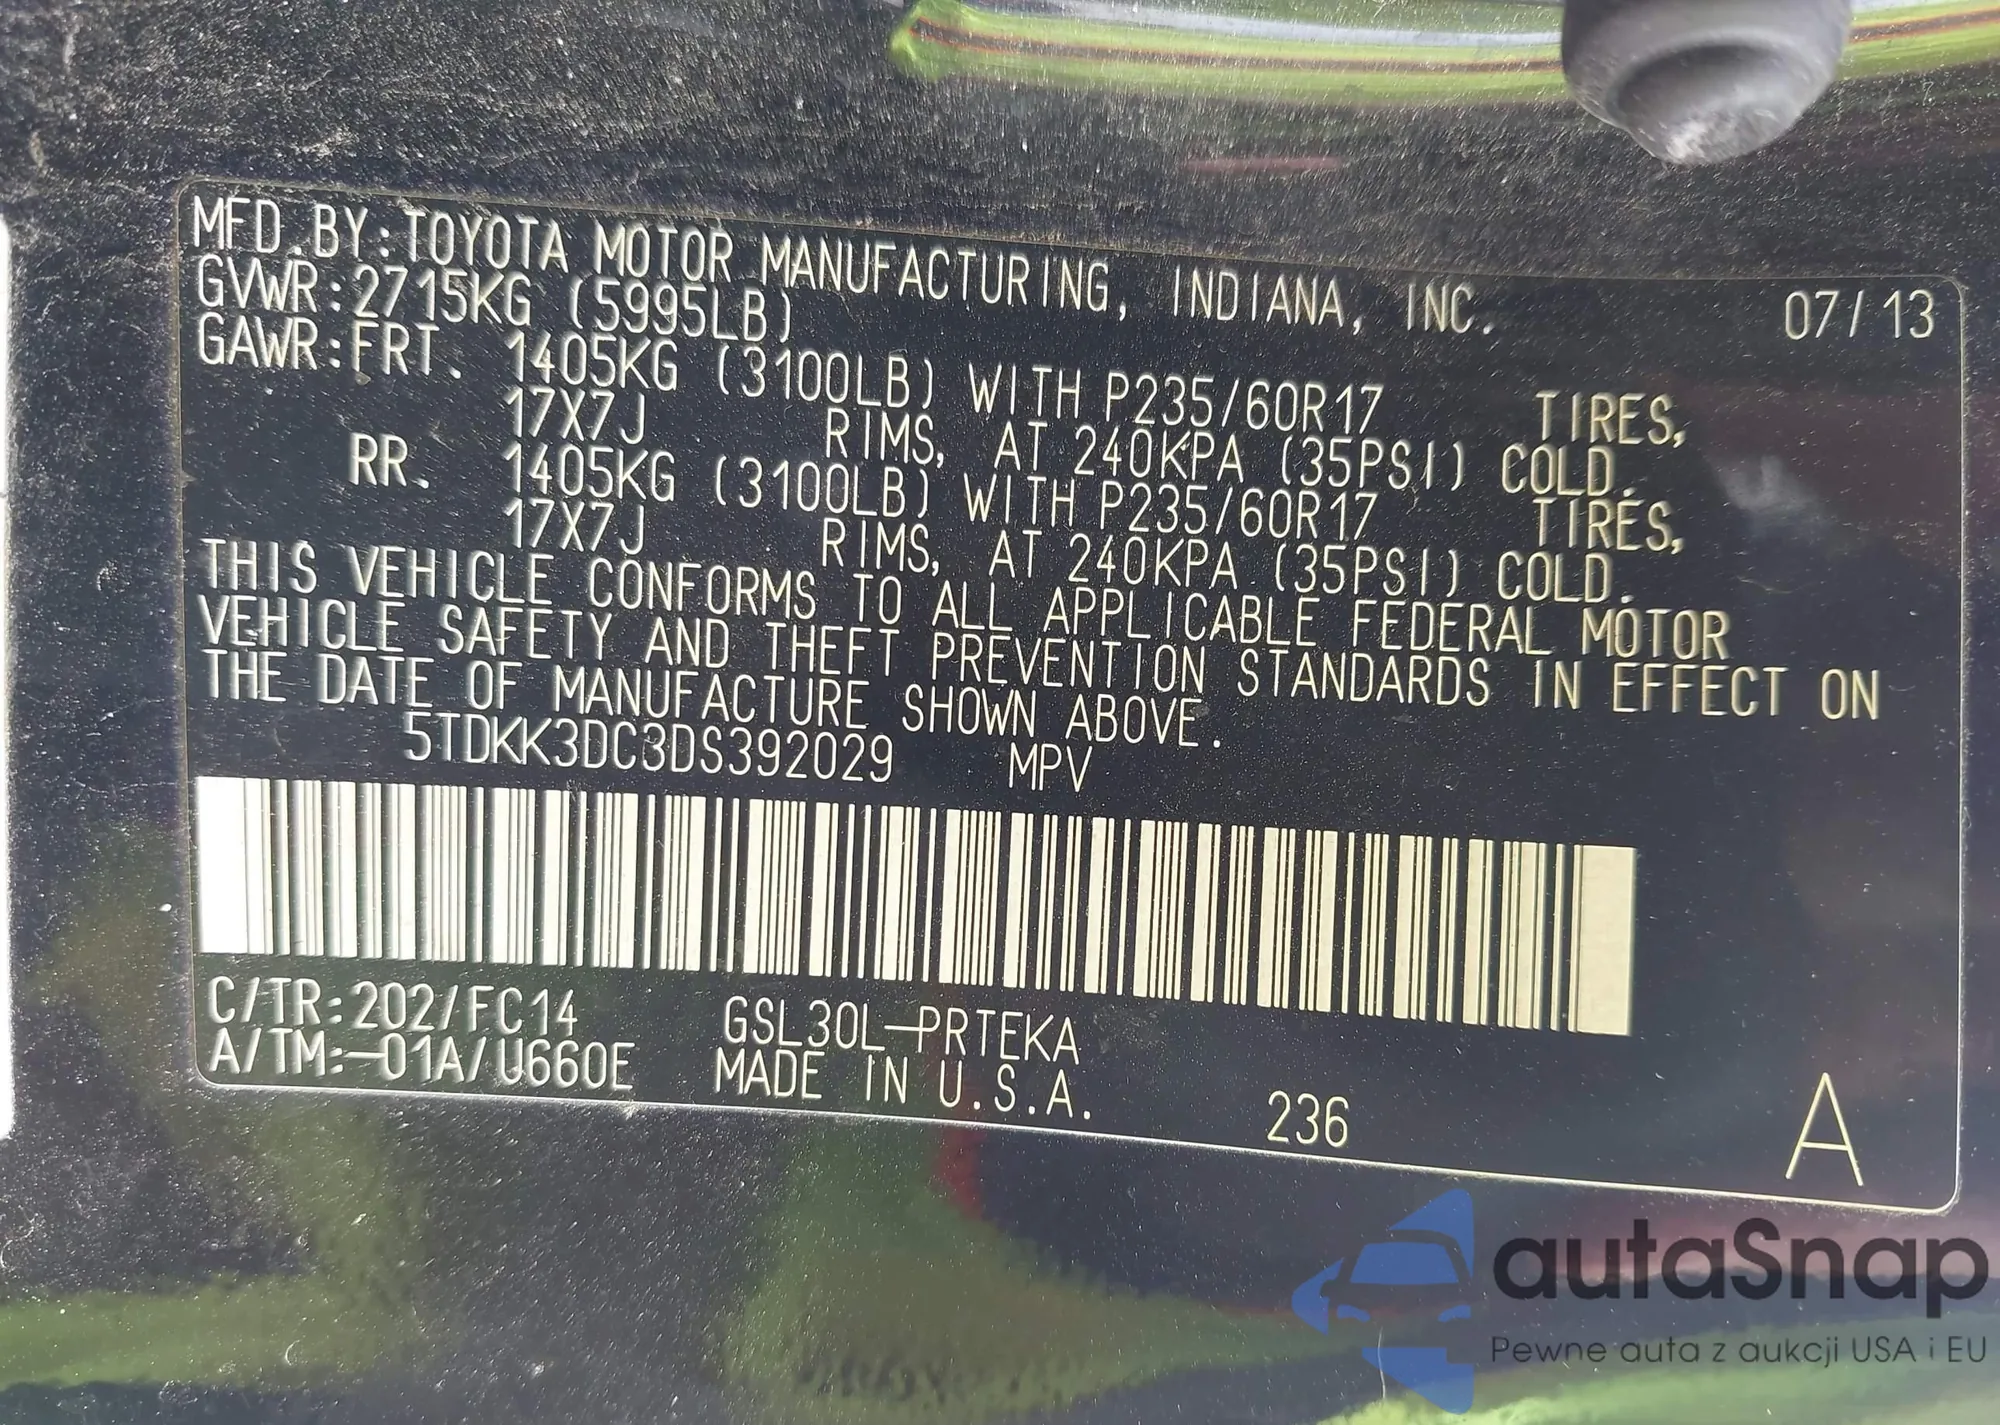 MFD.BY:TOYOTA MOTOR MANUFACTURING, INDIANA, INC. 07/13
GVWR:2715KG (5995LB)
GAWR:FRT. 1405KG (3100LB) WITH P235/60R17 TIRES,
17X7J RIMS, AT 240KPA (35PSI) COLD.
RR. 1405KG (3100LB) WITH P235/60R17 TIRES,
17X7J RIMS, AT 240KPA (35PSI) COLD.
THIS VEHICLE CONFORMS TO ALL APPLICABLE FEDERAL MOTOR
VEHICLE SAFETY AND THEFT PREVENTION STANDARDS IN EFFECT ON
THE DATE OF MANUFACTURE SHOWN ABOVE.
5TDKK3DC3DS392029 MPV
C/TR:202/FC14 GSL30L-PRTEKA
A/TM:-01A/U660E MADE IN U.S.A. 236 A
autaSnap
Pewne auta z aukcji USA i EU